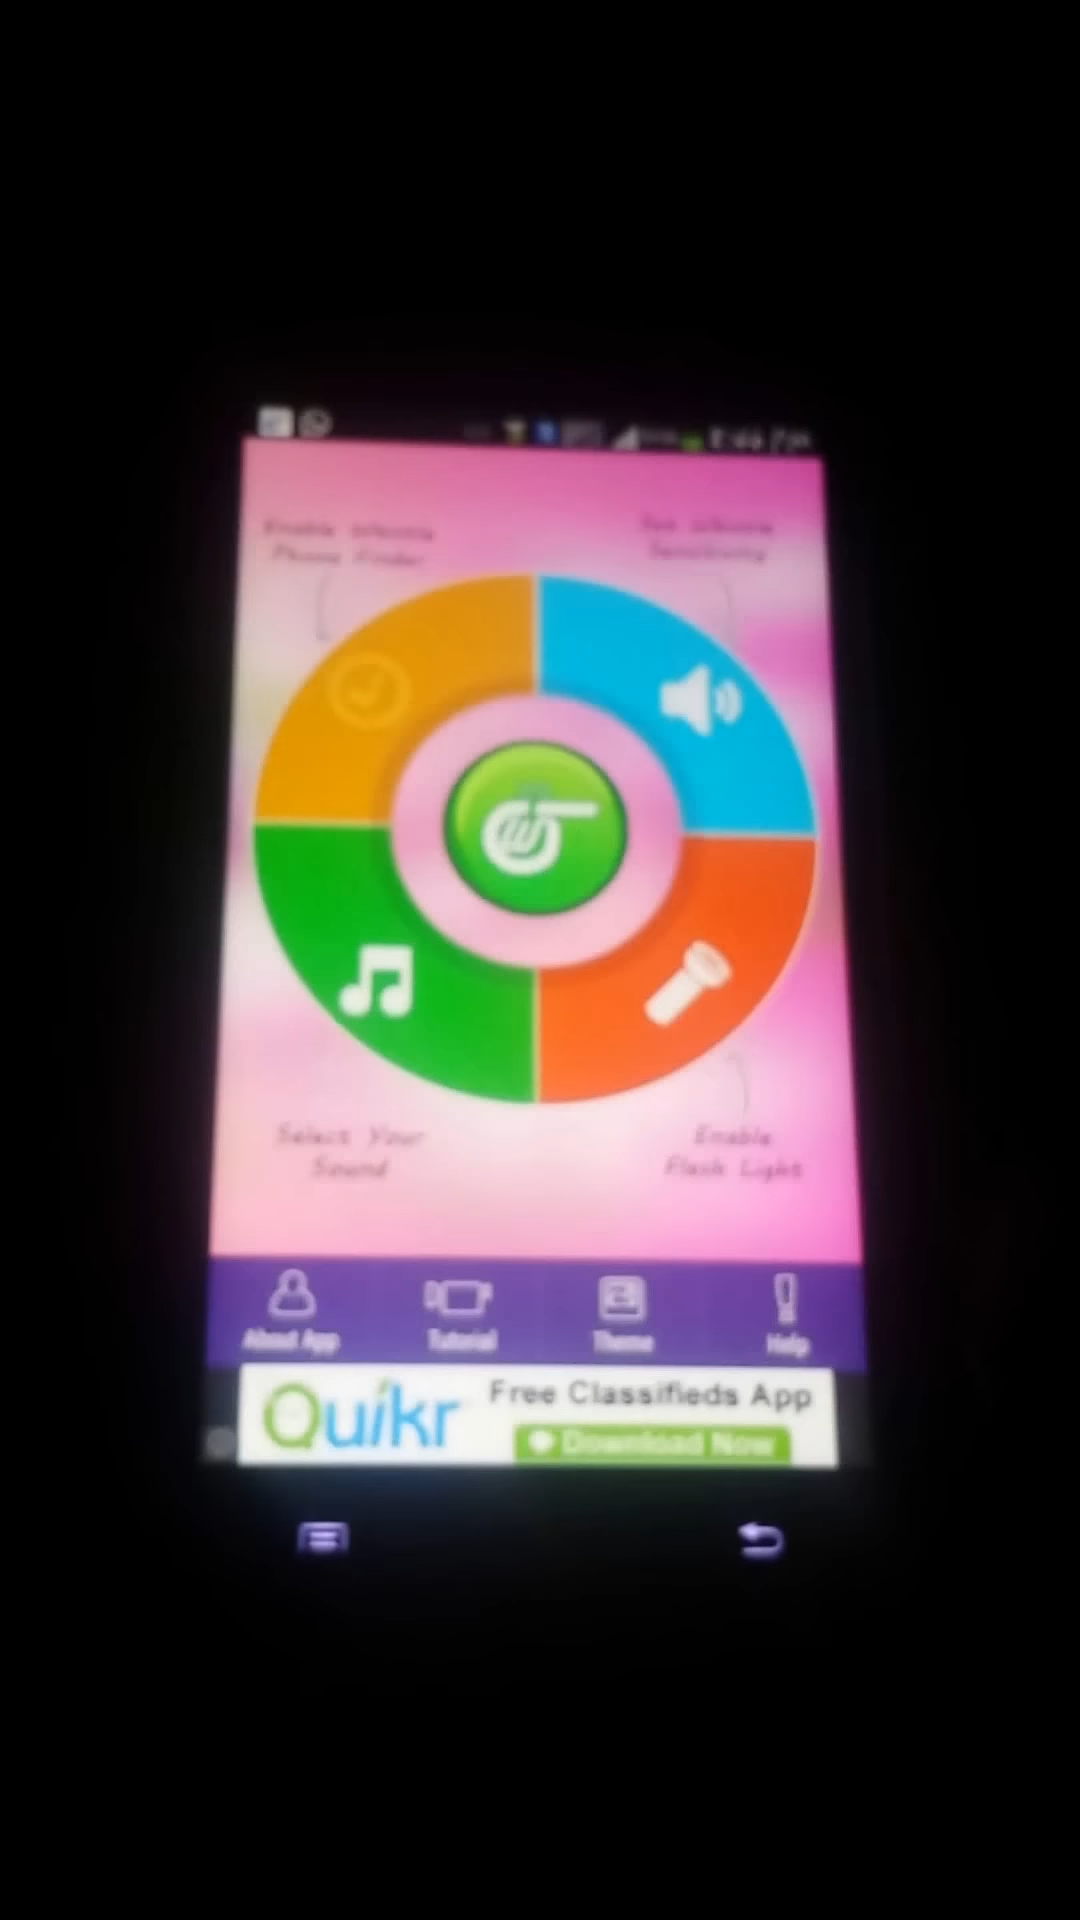 Enable Whistle
Phone Finder
Set Whistle
Sensitivity
Select Your
Sound
Enable
Flash Light
About App
Tutorial
Theme
Help
Quikr
Free Classifieds App
Download Now